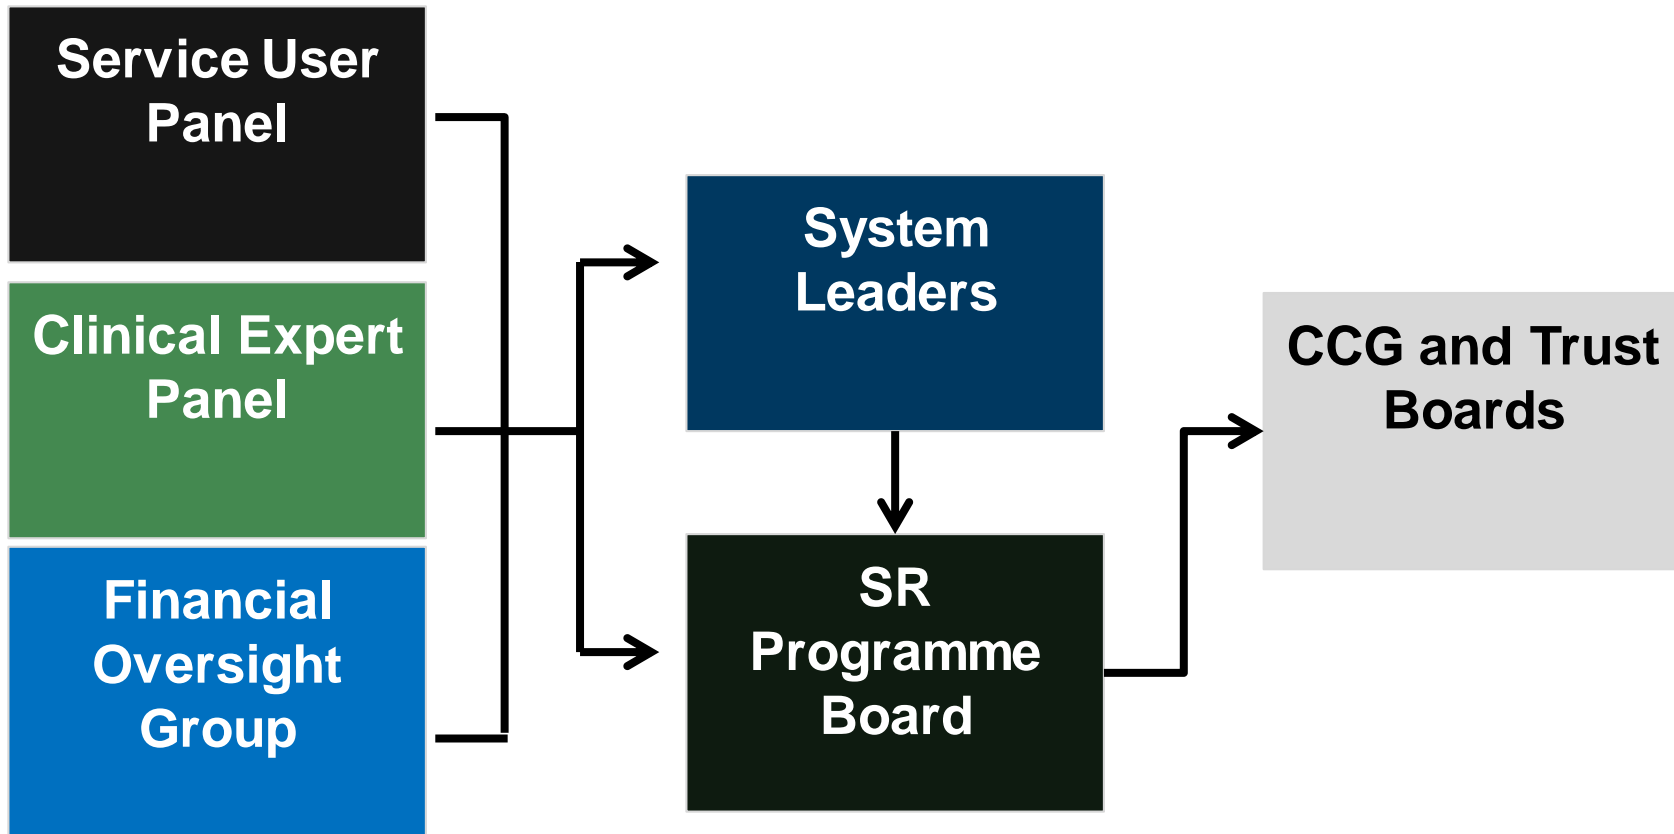 Service User
Panel
Clinical Expert
Panel
Financial
Oversight
Group
System
Leaders
SR
Programme
Board
CCG and Trust
Boards